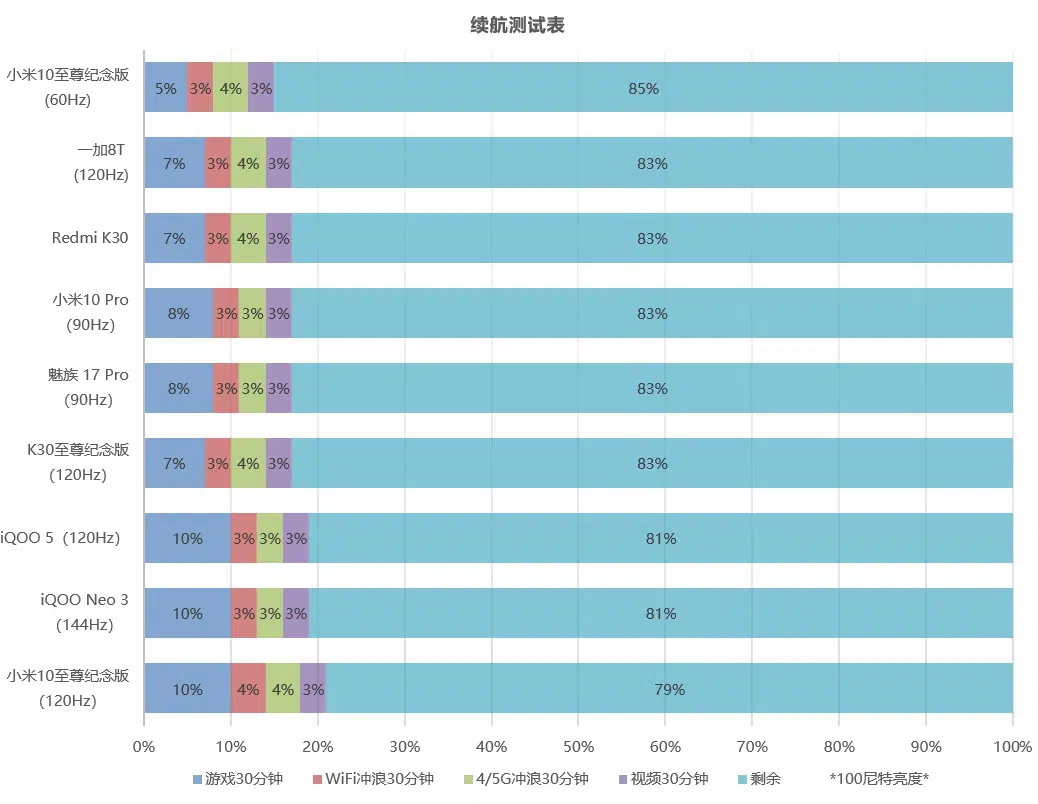 续航测试表
小米10至尊纪念版
(60Hz)
5% 3% 4% 3% 85%
一加8T
(120Hz)
7% 3% 4% 3% 83%
Redmi K30
7% 3% 4% 3% 83%
小米10 Pro
(90Hz)
8% 3% 3% 3% 83%
魅族 17 Pro
(90Hz)
8% 3% 3% 3% 83%
K30至尊纪念版
(120Hz)
7% 3% 4% 3% 83%
iQOO 5（120Hz）
10% 3% 3% 3% 81%
iQOO Neo 3
(144Hz)
10% 3% 3% 3% 81%
小米10至尊纪念版
(120Hz)
10% 4% 4% 3% 79%
0% 10% 20% 30% 40% 50% 60% 70% 80% 90% 100%
游戏30分钟 WiFi冲浪30分钟 4/5G冲浪30分钟 视频30分钟 剩余 *100尼特亮度*